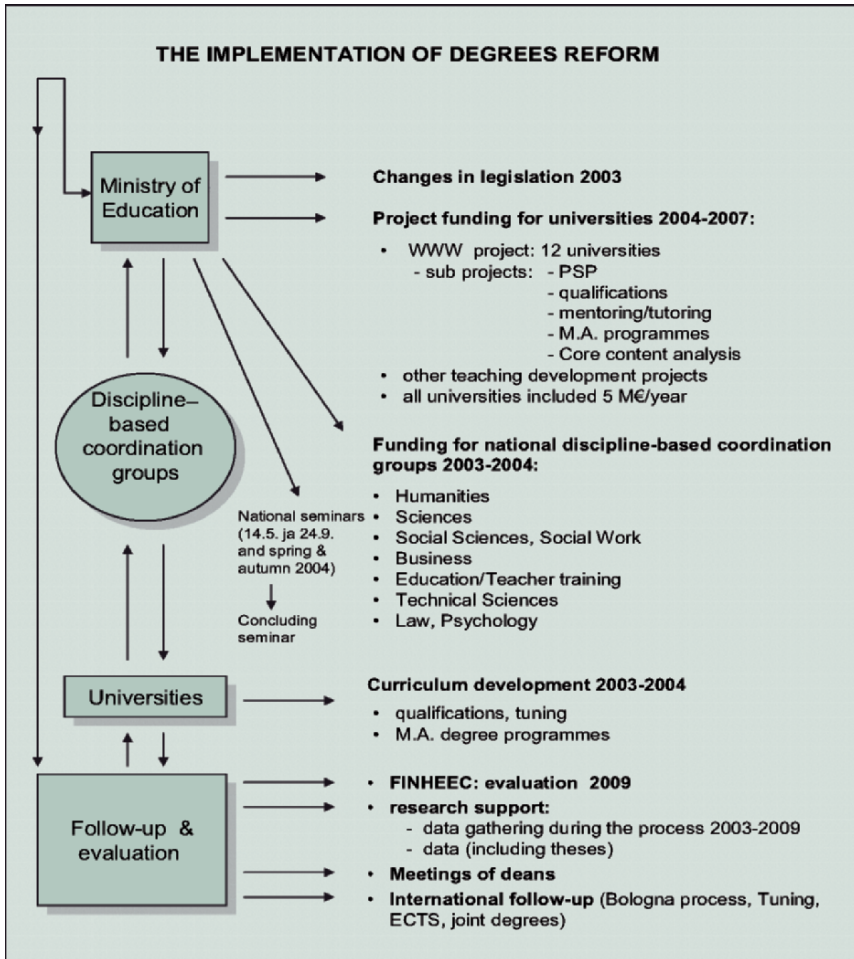 THE IMPLEMENTATION OF DEGREES REFORM
Ministry of
Education
Changes in legislation 2003
Project funding for universities 2004-2007:
• WWW project: 12 universities
- sub projects: - PSP
- qualifications
- mentoring/tutoring
- M.A. programmes
- Core content analysis
• other teaching development projects
• all universities included 5 M€/year
Discipline–
based
coordination
groups
Funding for national discipline-based coordination
groups 2003-2004:
• Humanities
• Sciences
• Social Sciences, Social Work
• Business
• Education/Teacher training
• Technical Sciences
• Law, Psychology
National seminars
(14.5. ja 24.9.
and spring &
autumn 2004)
Concluding
seminar
Universities
Curriculum development 2003-2004
• qualifications, tuning
• M.A. degree programmes
Follow-up &
evaluation
• FINHEEC: evaluation 2009
• research support:
- data gathering during the process 2003-2009
- data (including theses)
• Meetings of deans
• International follow-up (Bologna process, Tuning,
ECTS, joint degrees)